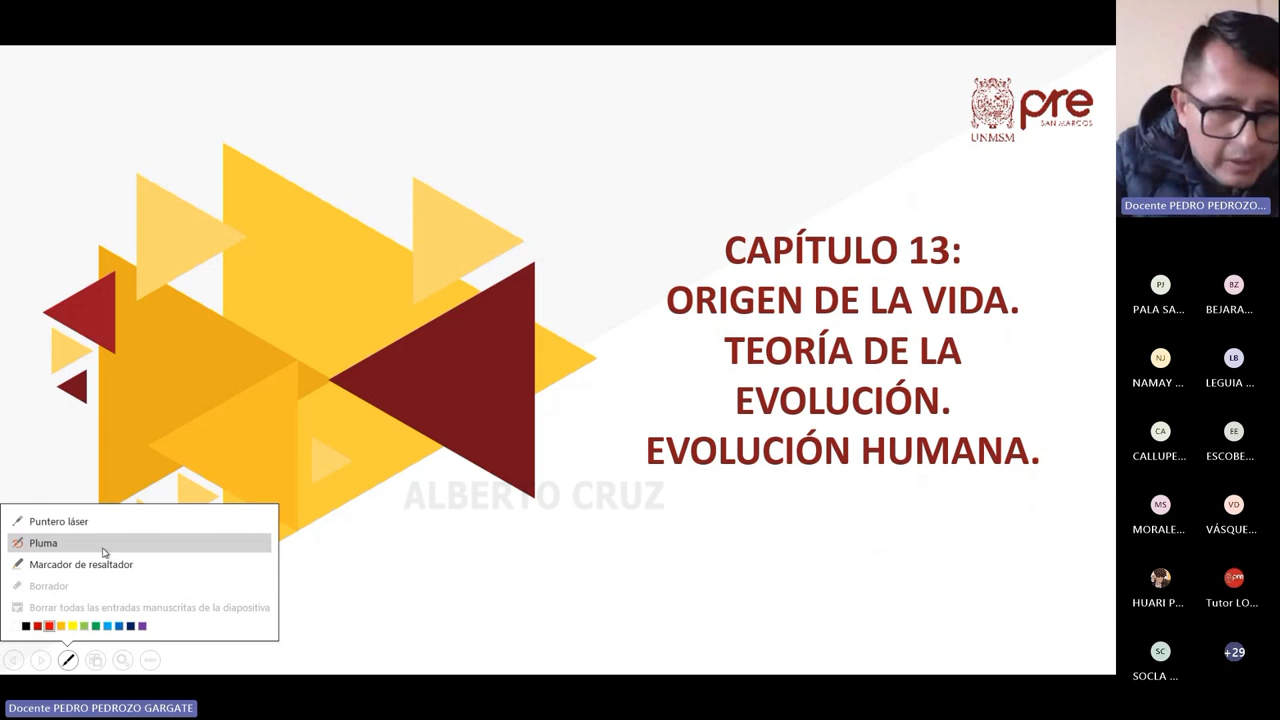 UNMSM
pre
SAN MARCOS
CAPÍTULO 13:
ORIGEN DE LA VIDA.
TEORÍA DE LA
EVOLUCIÓN.
EVOLUCIÓN HUMANA.
ALBERTO CRUZ
Puntero láser
Pluma
Marcador de resaltador
Borrador
Borrar todas las entradas manuscritas de la diapositiva
Docente PEDRO PEDROZO GARGATE
Docente PEDRO PEDROZO...
PJ
PALA SA...
BZ
BEJARA...
NJ
NAMAY ...
LB
LEGUIA ...
CA
CALLUPE...
EE
ESCOBE...
MS
MORALE...
VD
VÁSQUE...
HUARI P...
pre
Tutor LO...
SC
SOCLA ...
+29